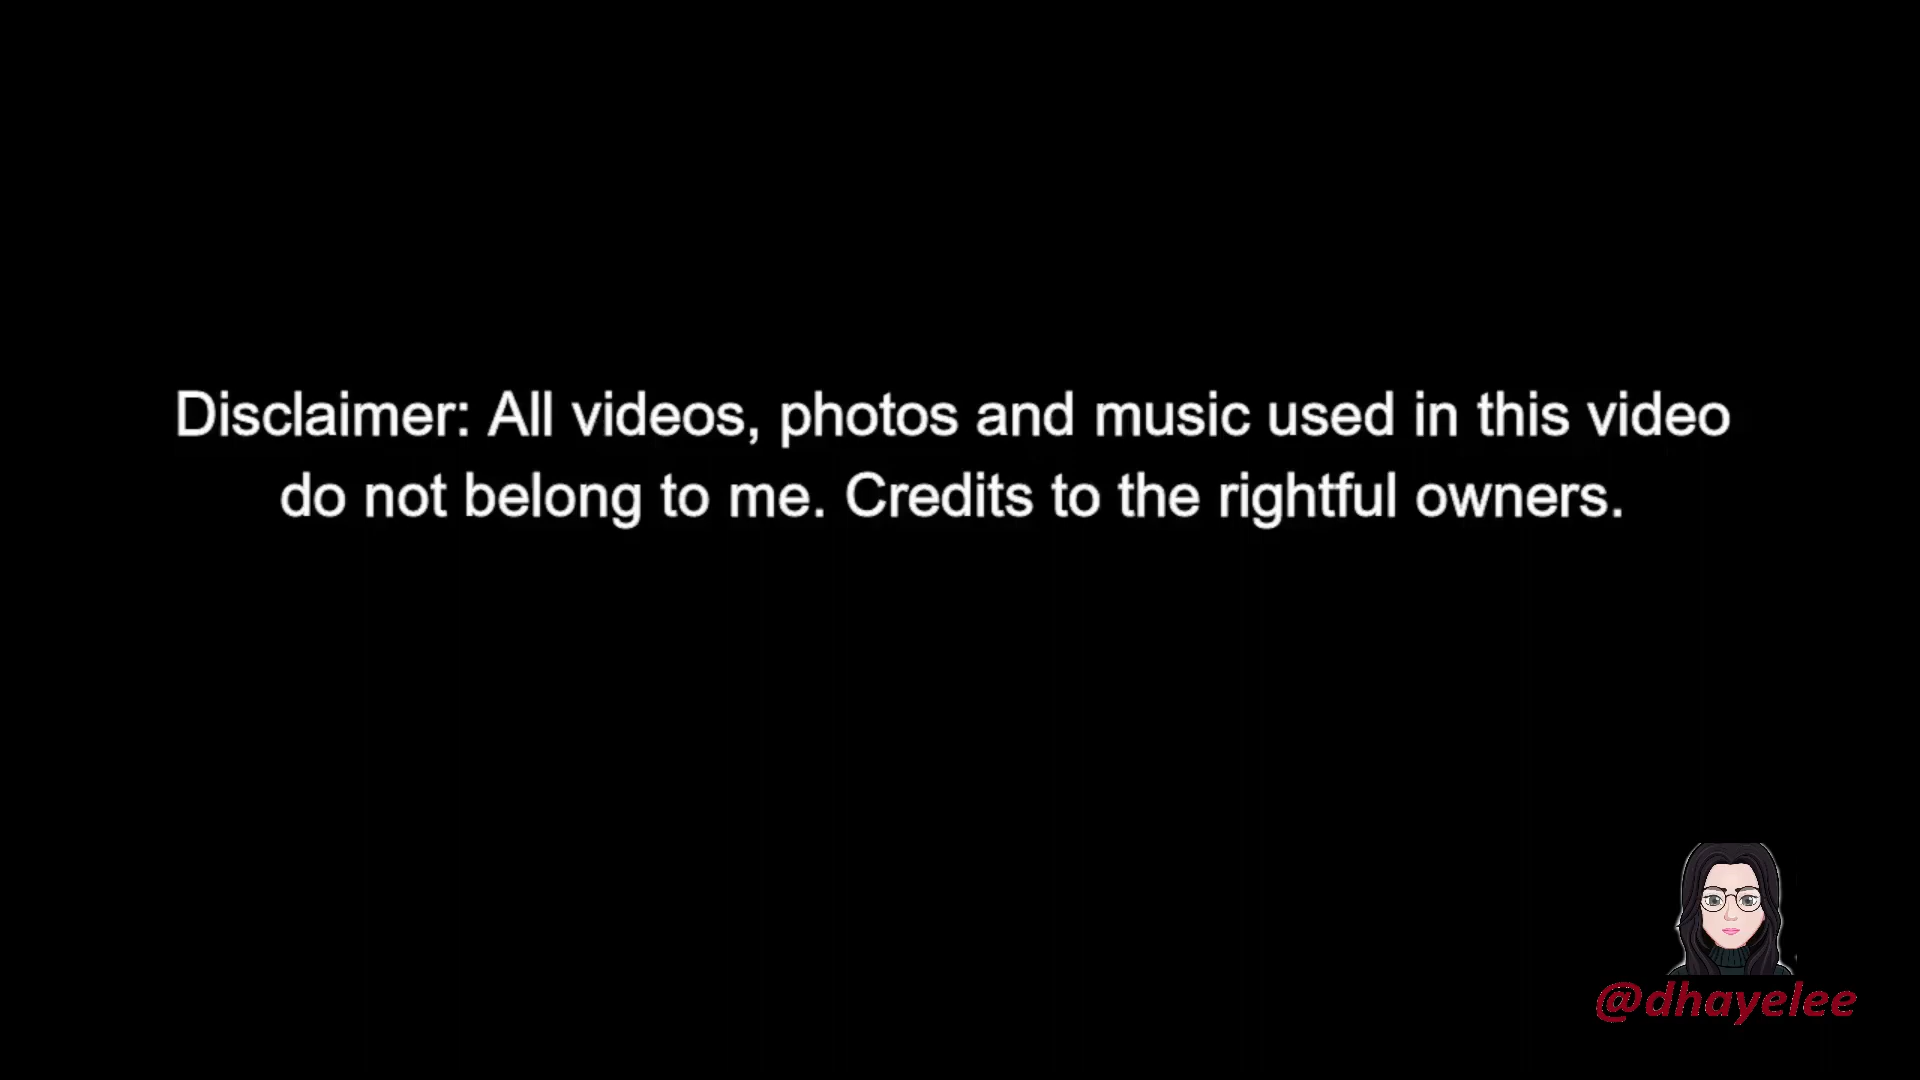 Disclaimer: All videos, photos and music used in this video
do not belong to me. Credits to the rightful owners.
@dhayelee